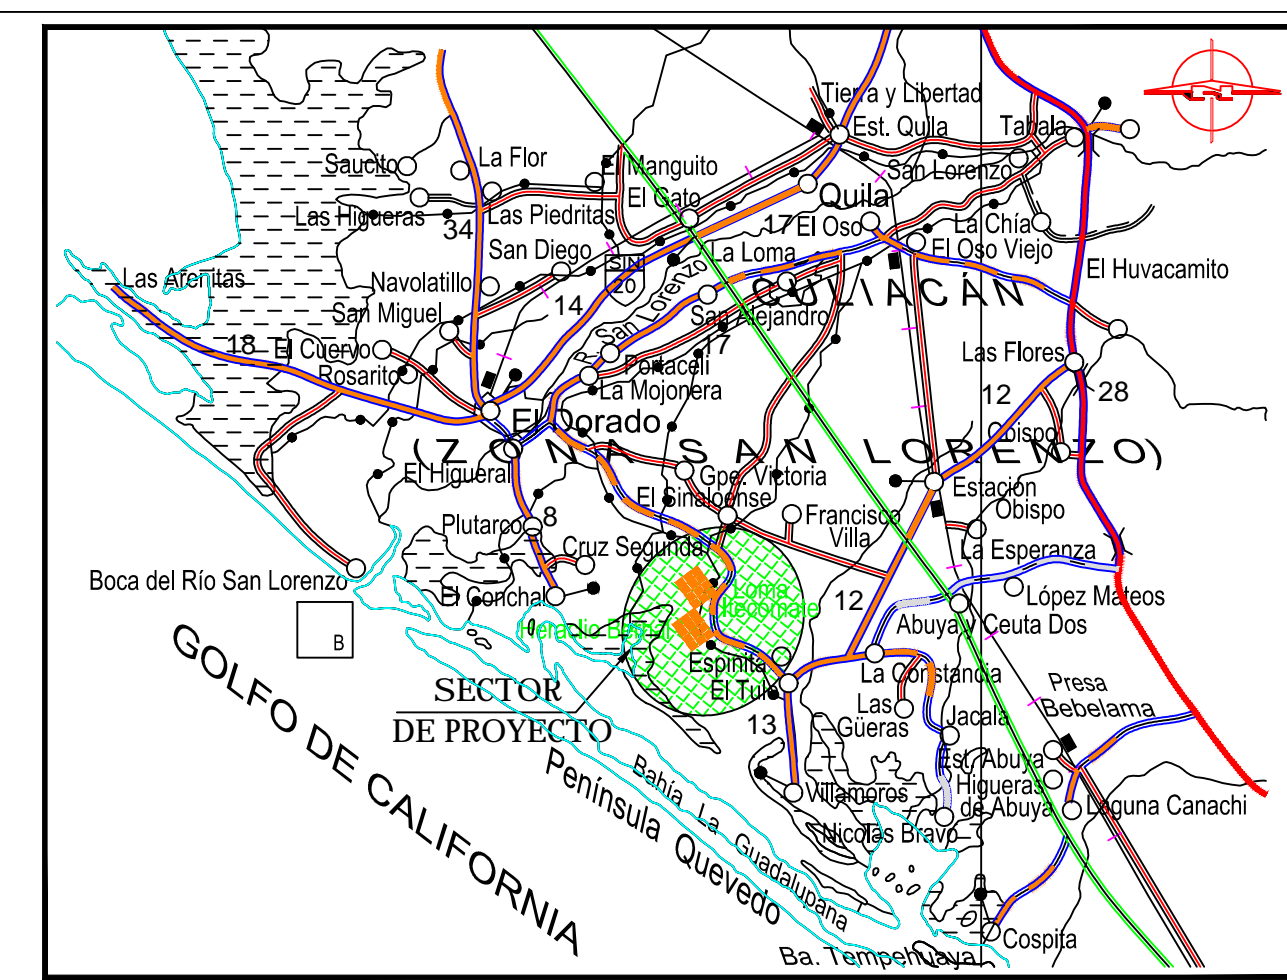 Tierra y Libertad
Est. Quila
Tabala
Saucito
La Flor
El Manguito
San Lorenzo
El Gato
Quila
Las Higueras
Las Piedritas
34
17
El Oso
La Chía
San Diego
La Loma
El Oso Viejo
SIN
20
Las Arenitas
Navolatillo
El Huvacamito
CULIACÁN
R. San Lorenzo
San Miguel
14
San Alejandro
18
El Cuervo
17
Las Flores
Rosarito
Portaceli
La Mojonera
12
28
El Dorado
Obispo
(ZONA SAN LORENZO)
El Higueral
Gpe. Victoria
El Sinaloense
Estación
Obispo
Plutarco
8
Francisco
Villa
Cruz Segunda
La Esperanza
Boca del Río San Lorenzo
El Conchal
Loma
Itecomate
12
López Mateos
B
Heradio Bernal
Abuya y Ceuta Dos
Espinita
El Tule
La Constancia
SECTOR
DE PROYECTO
Presa
Bebelama
Las
Güeras
Jacala
13
Est. Abuya
Higueras
de Abuya
Villamoros
Laguna Canachi
Nicolás Bravo
GOLFO DE CALIFORNIA
Península Quevedo
Bahía La Guadalupana
Ba. Tempehuaya
Cospita